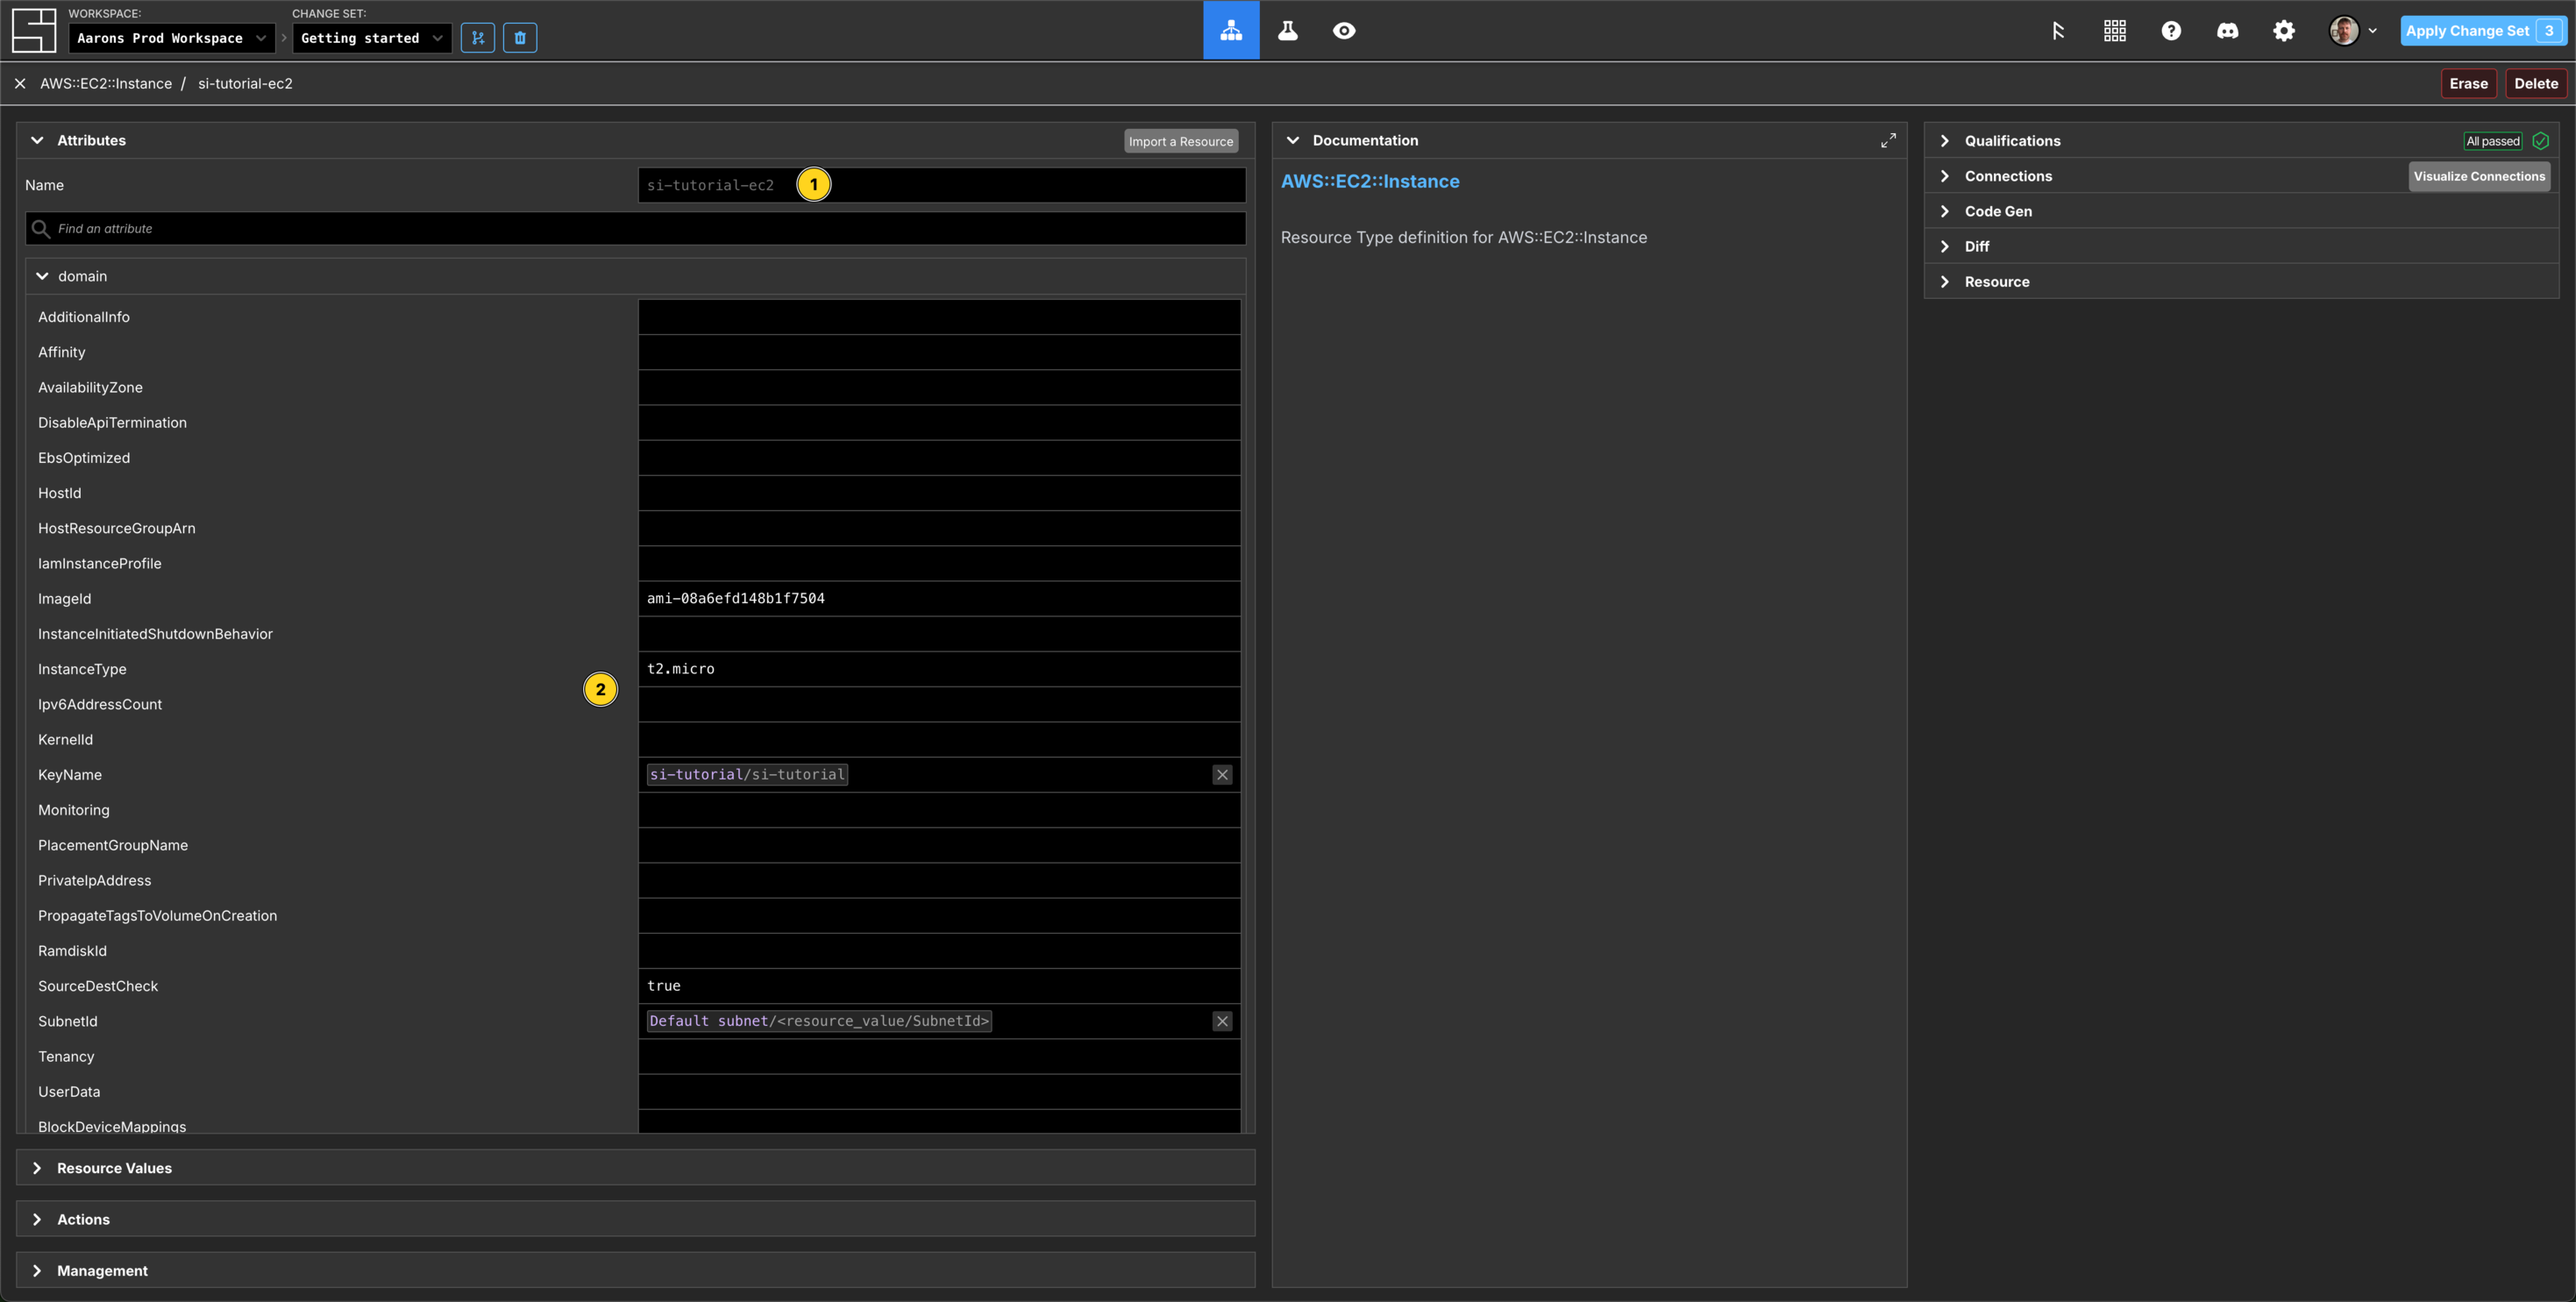 WORKSPACE:
Aarons Prod Workspace
CHANGE SET:
Getting started
Apply Change Set 3
AWS::EC2::Instance / si-tutorial-ec2
Erase
Delete
Attributes
Import a Resource
Name
si-tutorial-ec2
1
Find an attribute
domain
AdditionalInfo
Affinity
AvailabilityZone
DisableApiTermination
EbsOptimized
HostId
HostResourceGroupArn
IamInstanceProfile
ImageId
ami-08a6efd148b1f7504
InstanceInitiatedShutdownBehavior
InstanceType
t2.micro
2
Ipv6AddressCount
KernelId
KeyName
si-tutorial/si-tutorial
Monitoring
PlacementGroupName
PrivateIpAddress
PropagateTagsToVolumeOnCreation
RamdiskId
SourceDestCheck
true
SubnetId
Default subnet/<resource_value/SubnetId>
Tenancy
UserData
BlockDeviceMappings
Resource Values
Actions
Management
Documentation
AWS::EC2::Instance
Resource Type definition for AWS::EC2::Instance
Qualifications
All passed
Connections
Visualize Connections
Code Gen
Diff
Resource